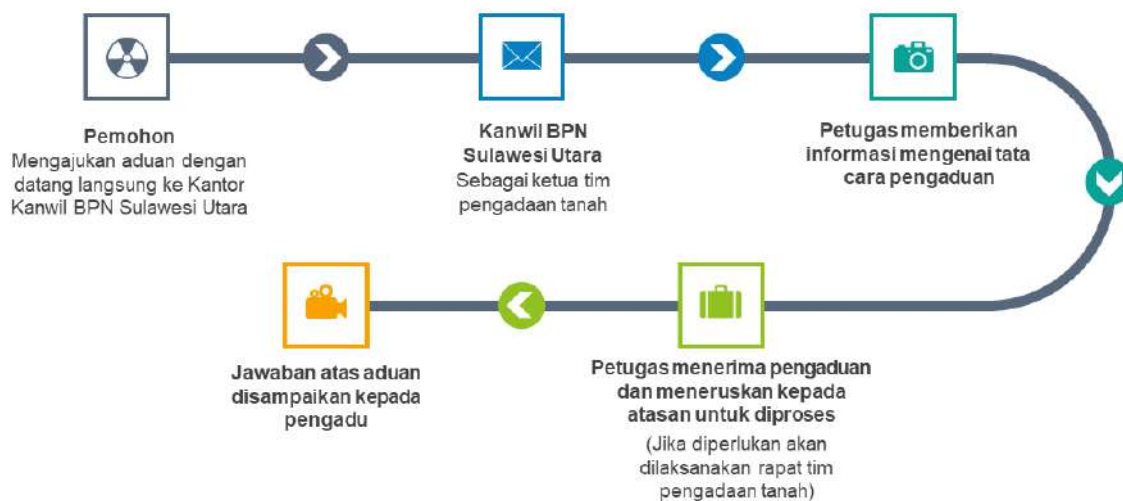 Pemohon
Mengajukan aduan dengan
datang langsung ke Kantor
Kanwil BPN Sulawesi Utara
Kanwil BPN
Sulawesi Utara
Sebagai ketua tim
pengadaan tanah
Petugas memberikan
informasi mengenai tata
cara pengaduan
Petugas menerima pengaduan
dan meneruskan kepada
atasan untuk diproses
(Jika diperlukan akan
dilaksanakan rapat tim
pengadaan tanah)
Jawaban atas aduan
disampaikan kepada
pengadu